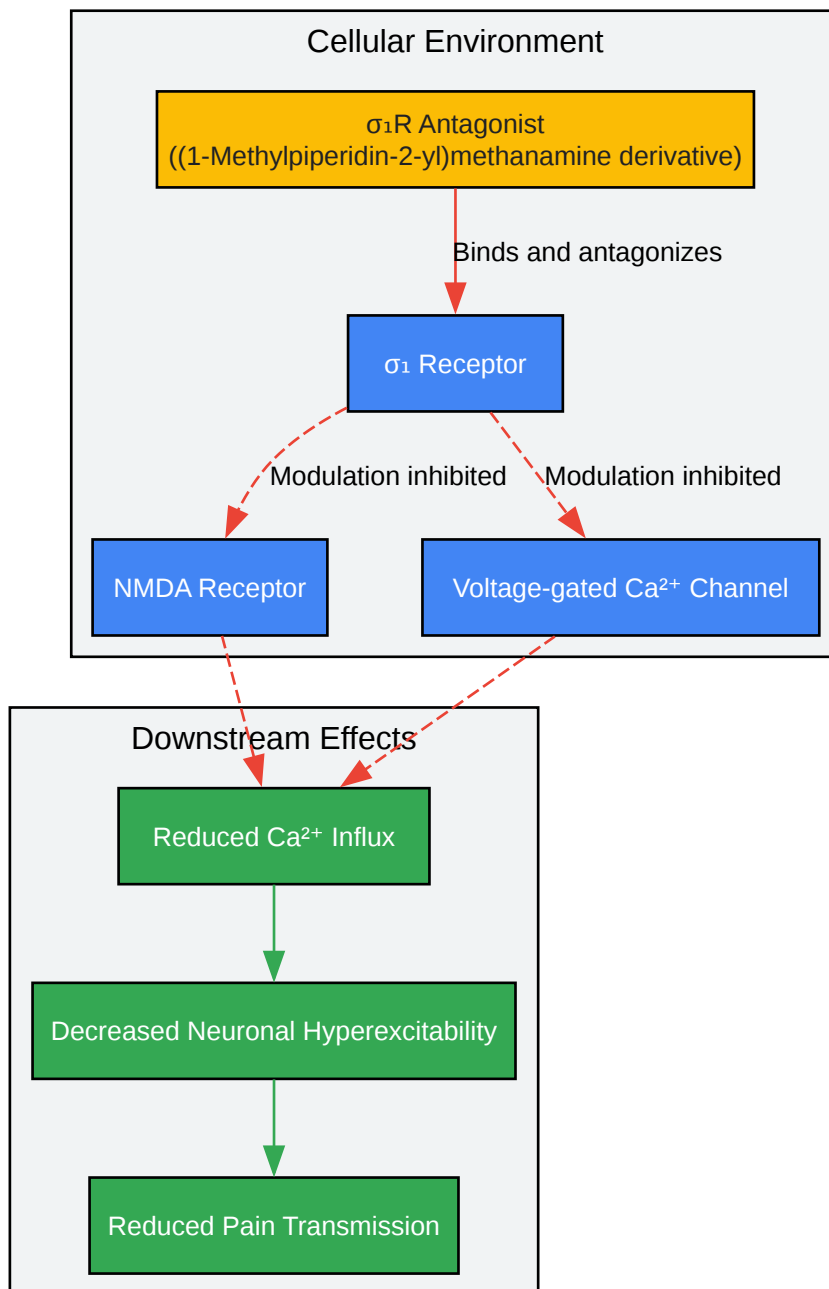 Cellular Environment
σ₁R Antagonist
((1-Methylpiperidin-2-yl)methanamine derivative)
Binds and antagonizes
σ₁ Receptor
Modulation inhibited
Modulation inhibited
NMDA Receptor
Voltage-gated Ca²⁺ Channel
Downstream Effects
Reduced Ca²⁺ Influx
Decreased Neuronal Hyperexcitability
Reduced Pain Transmission